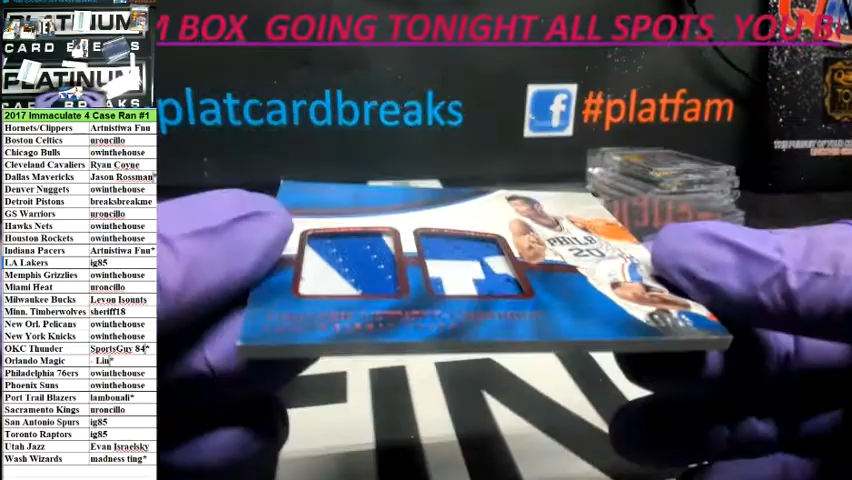 M BOX GOING TONIGHT ALL SPOTS YOU B
PLATINUM
CARD BREAKS
PLATINUM
CARD BREAKS
platcardbreaks
f #platfam
2017 Immaculate 4 Case Ran #1
Hornets/Clippers Artnistiwa Fnu
Boston Celtics uroncillo
Chicago Bulls owinthehouse
Cleveland Cavaliers Ryan Coyne
Dallas Mavericks Jason Rossman*
Denver Nuggets owinthehouse
Detroit Pistons breaksbreakme
GS Warriors uroncillo
Hawks Nets owinthehouse
Houston Rockets owinthehouse
Indiana Pacers Artnistiwa Fnu*
LA Lakers ig85
Memphis Grizzlies owinthehouse
Miami Heat uroncillo
Milwaukee Bucks Levon Isounts
Minn. Timberwolves sheriff18
New Orl. Pelicans owinthehouse
New York Knicks owinthehouse
OKC Thunder SportsGuy 84*
Orlando Magic - Lin*
Philadelphia 76ers owinthehouse
Phoenix Suns owinthehouse
Port Trail Blazers lambonali*
Sacramento Kings uroncillo
San Antonio Spurs ig85
Toronto Raptors ig85
Utah Jazz Evan Israelsky
Wash Wizards madness ting*
PHILA
20